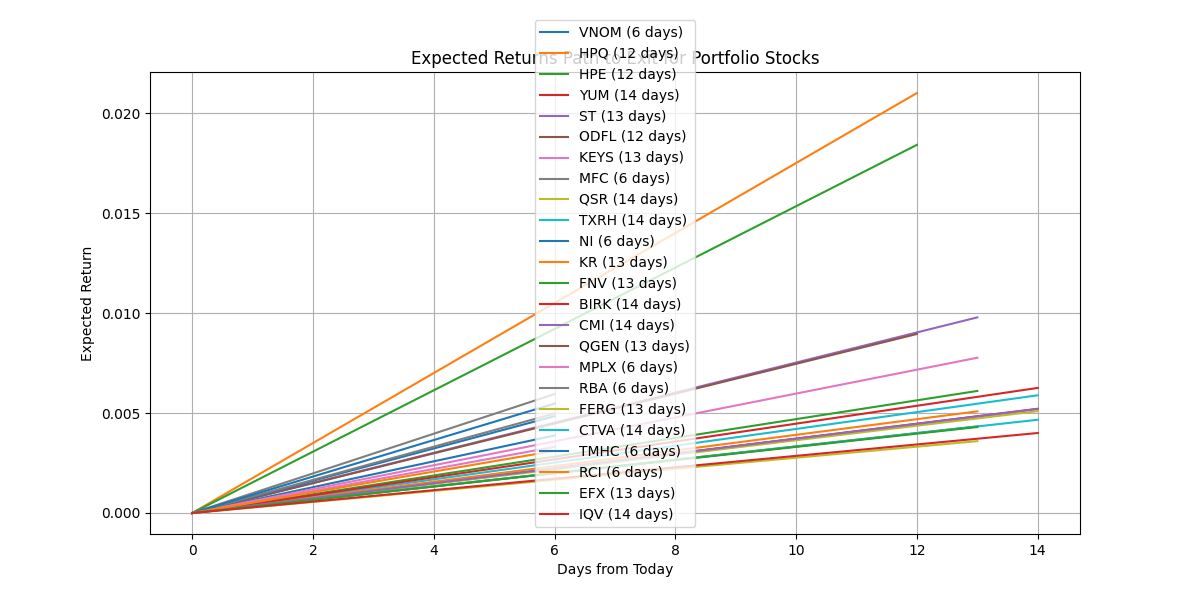 Expected Returns Path to Exit for Portfolio Stocks
VNOM (6 days)
HPQ (12 days)
HPE (12 days)
YUM (14 days)
ST (13 days)
ODFL (12 days)
KEYS (13 days)
MFC (6 days)
QSR (14 days)
TXRH (14 days)
NI (6 days)
KR (13 days)
FNV (13 days)
BIRK (14 days)
CMI (14 days)
QGEN (13 days)
MPLX (6 days)
RBA (6 days)
FERG (13 days)
CTVA (14 days)
TMHC (6 days)
RCI (6 days)
EFX (13 days)
IQV (14 days)
Expected Return
0.020
0.015
0.010
0.005
0.000
0 2 4 6 8 10 12 14
Days from Today